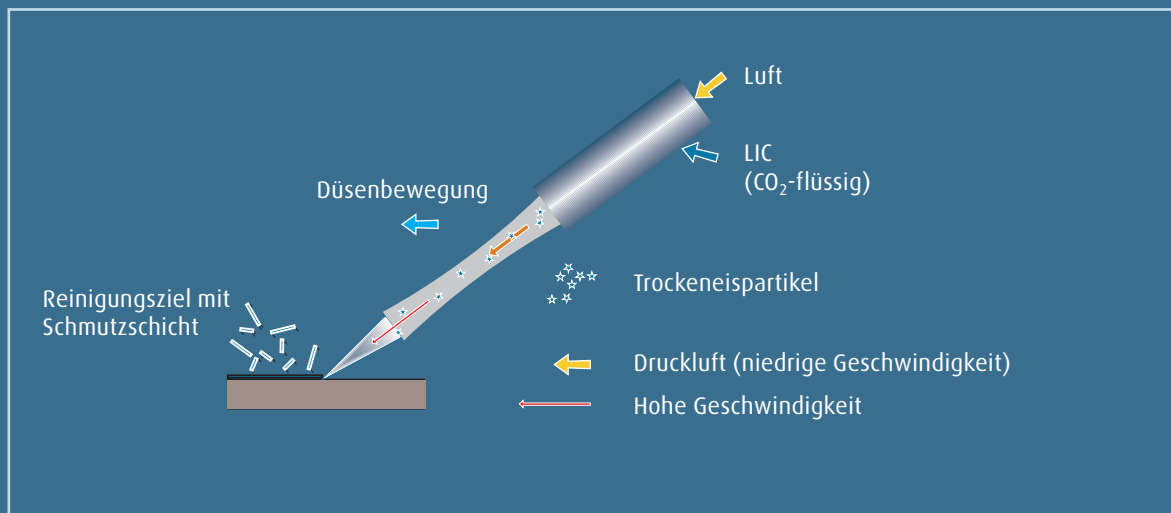 Luft
LIC
(CO₂-flüssig)
Düsenbewegung
Trockeneispartikel
Reinigungsziel mit
Schmutzschicht
Druckluft (niedrige Geschwindigkeit)
Hohe Geschwindigkeit